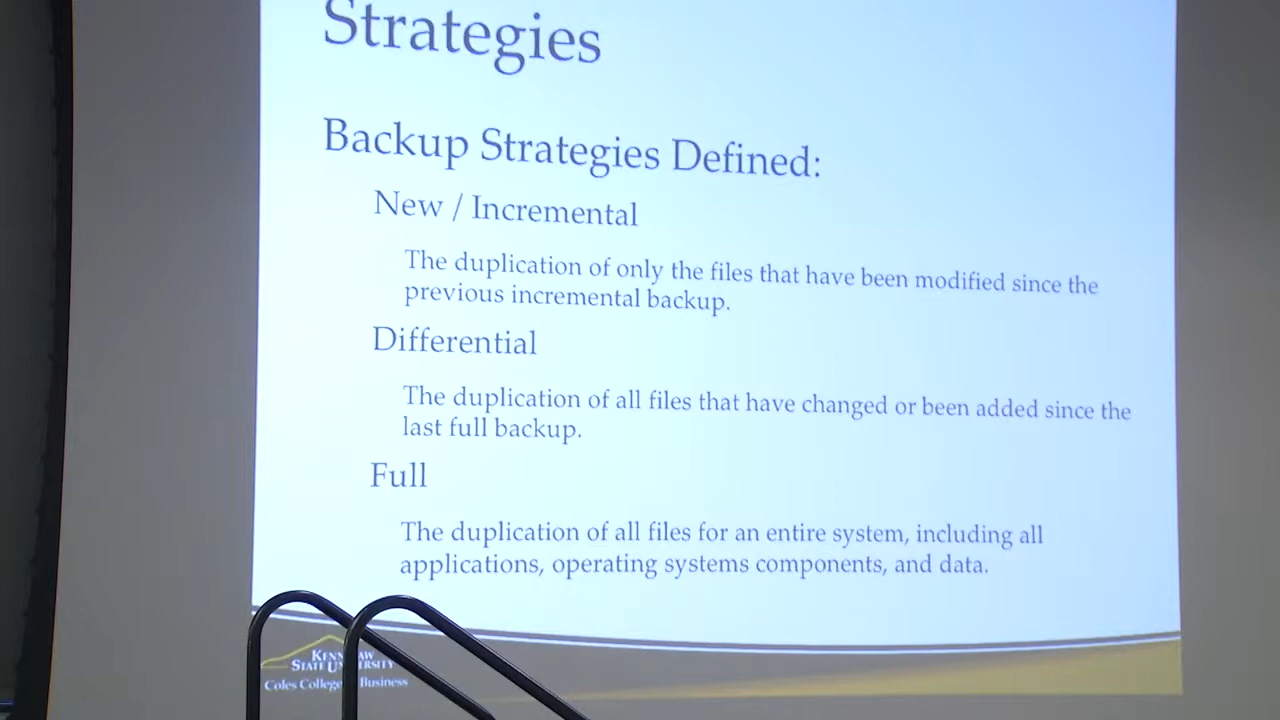 Strategies
Backup Strategies Defined:
New / Incremental
The duplication of only the files that have been modified since the
previous incremental backup.
Differential
The duplication of all files that have changed or been added since the
last full backup.
Full
The duplication of all files for an entire system, including all
applications, operating systems components, and data.
STATE
Coles College Business